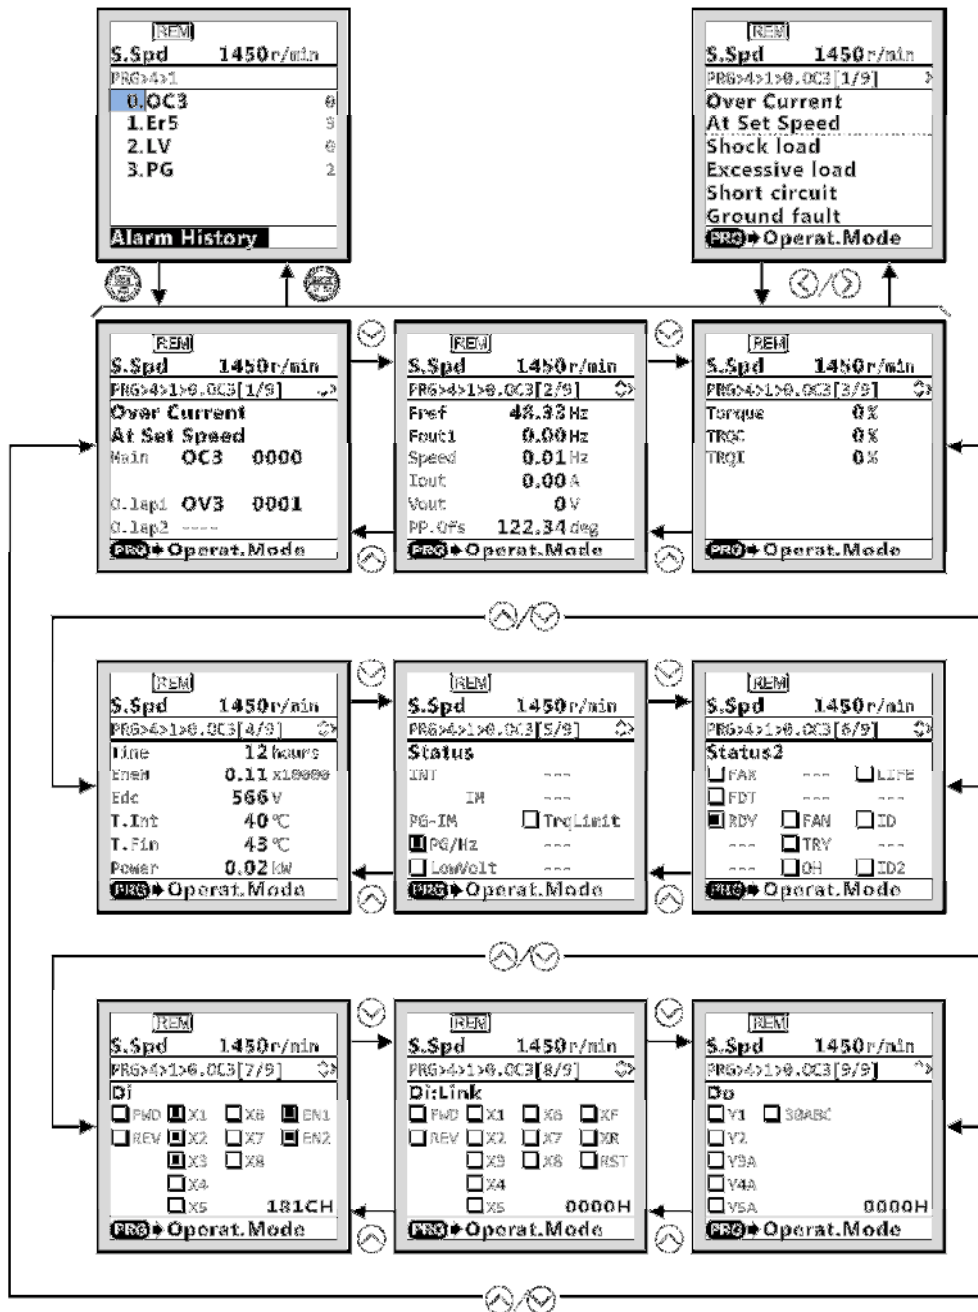 REM
S.Spd 1450r/min
PRG>4>1
0.OC3 0
1.Er5 3
2.LV 0
3.PG 2
Alarm History
REM
S.Spd 1450r/min
PRG>4>1>0.OC3[1/9]
Over Current
At Set Speed
Shock load
Excessive load
Short circuit
Ground fault
PRG Operat.Mode
REM
S.Spd 1450r/min
PRG>4>1>0.OC3[1/9]
Over Current
At Set Speed
Main OC3 0000
O.lap1 OV3 0001
O.lap2 ----
PRG Operat.Mode
REM
S.Spd 1450r/min
PRG>4>1>0.OC3[2/9]
Fref 48.33Hz
Fout1 0.00Hz
Speed 0.01Hz
Iout 0.00A
Vout 0V
PP.Ofs 122.34deg
PRG Operat.Mode
REM
S.Spd 1450r/min
PRG>4>1>0.OC3[3/9]
Torque 0%
TRQC 0%
TRQI 0%
PRG Operat.Mode
REM
S.Spd 1450r/min
PRG>4>1>0.OC3[4/9]
Time 12hours
EneM 0.11x10000
Edc 566V
T.Int 40℃
T.Fin 43℃
Power 0.02kW
PRG Operat.Mode
REM
S.Spd 1450r/min
PRG>4>1>0.OC3[5/9]
Status
INT ---
IM ---
PG-IM TrqLimit
PG/Hz ---
LowVolt ---
PRG Operat.Mode
REM
S.Spd 1450r/min
PRG>4>1>0.OC3[6/9]
Status2
FAR --- LIFE
FDT --- ---
RDY FAN ID
--- TRY ---
--- OH ID2
PRG Operat.Mode
REM
S.Spd 1450r/min
PRG>4>1>0.OC3[7/9]
Di
FWD X1 X6 EN1
REV X2 X7 EN2
X3 X8
X4
X5 181CH
PRG Operat.Mode
REM
S.Spd 1450r/min
PRG>4>1>0.OC3[8/9]
Di:Link
FWD X1 X6 XF
REV X2 X7 XR
X3 X8 RST
X4
X5 0000H
PRG Operat.Mode
REM
S.Spd 1450r/min
PRG>4>1>0.OC3[9/9]
Do
Y1 30ABC
Y2
Y3A
Y4A
Y5A 0000H
PRG Operat.Mode